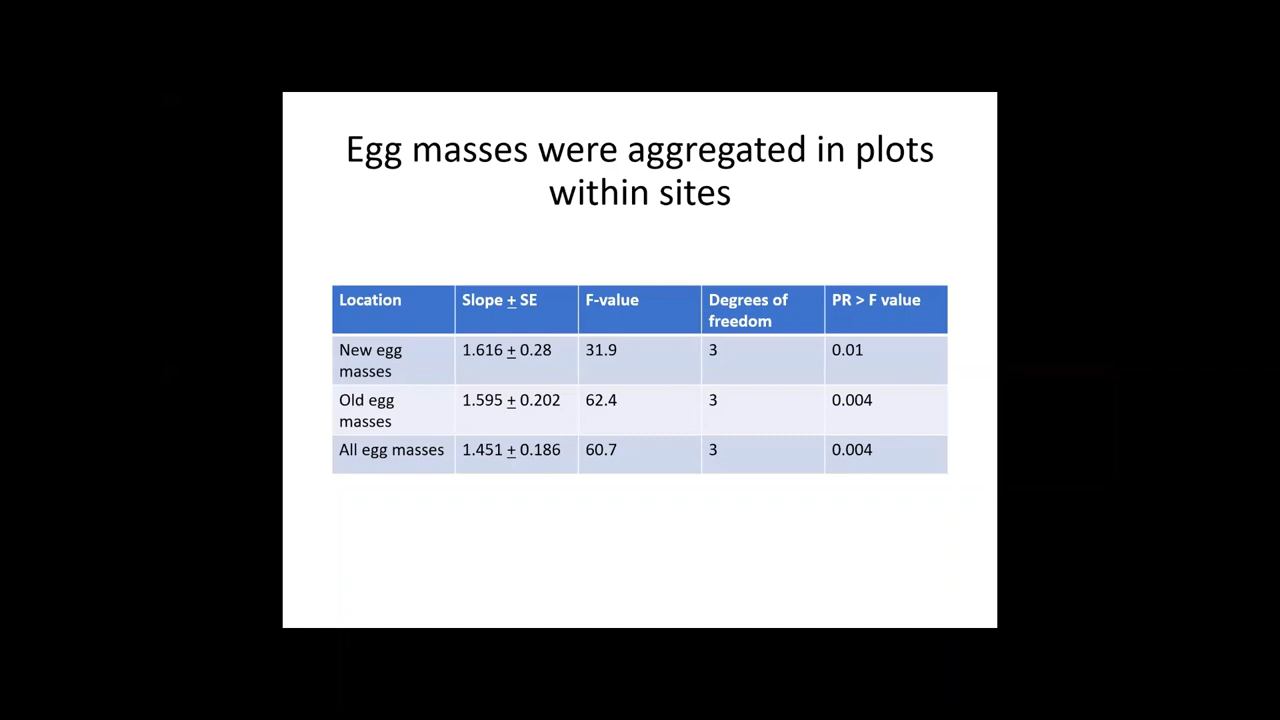 Egg masses were aggregated in plots
within sites
Location Slope ± SE F-value Degrees of freedom PR > F value
New egg masses 1.616 ± 0.28 31.9 3 0.01
Old egg masses 1.595 ± 0.202 62.4 3 0.004
All egg masses 1.451 ± 0.186 60.7 3 0.004